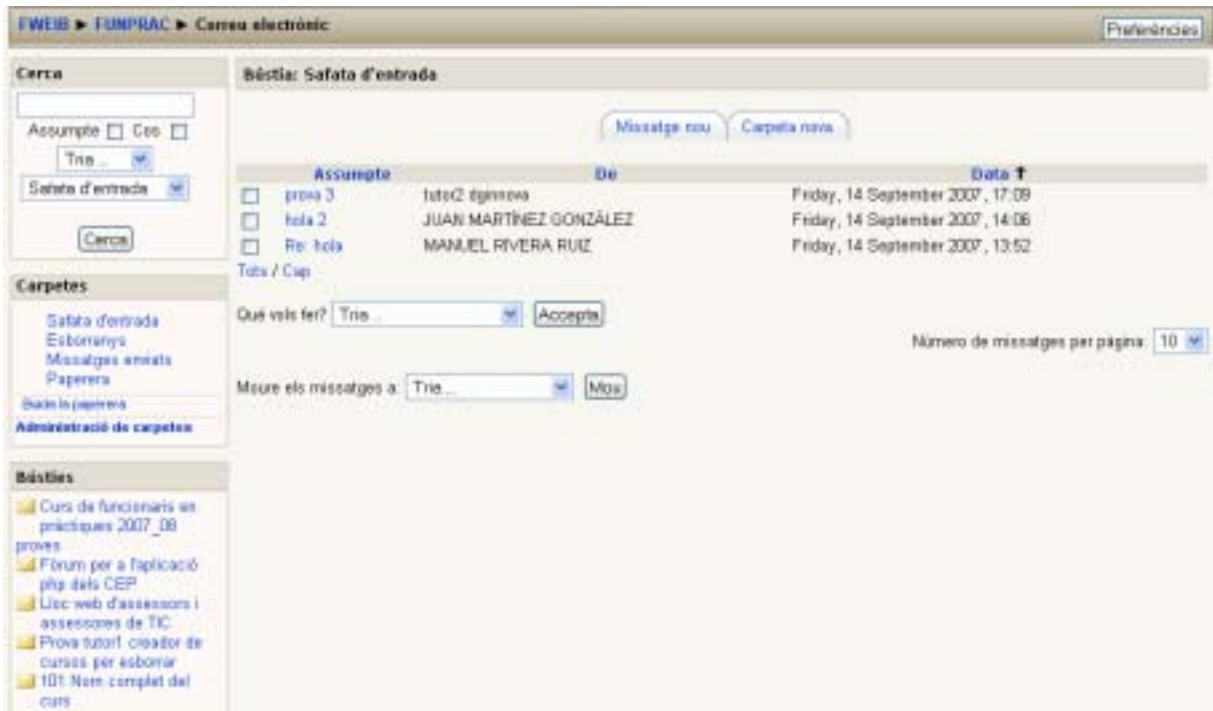 FWEIB ► FUNPRAC ► Correu electrònic
Preferències
Cerca
Assumpte Cos
Tria...
Safata d'entrada
Cerca
Carpetes
Safata d'entrada
Esborranys
Missatges enviats
Paperera
Buida la paperera
Administració de carpetes
Bústies
Curs de funcionaris en
pràctiques 2007_08
proves
Fòrum per a l'aplicació
php dels CEP
Lloc web d'assessors i
assessores de TIC
Prova tutor1 creador de
cursos per esborrar
101 Nom complet del
curs
Bústia: Safata d'entrada
Missatge nou Carpeta nova
Assumpte De Data ↑
prova 3 tutor2 dginnova Friday, 14 September 2007, 17:09
hola 2 JUAN MARTÍNEZ GONZÁLEZ Friday, 14 September 2007, 14:06
Re: hola MANUEL RIVERA RUIZ Friday, 14 September 2007, 13:52
Tots / Cap
Què vols fer? Tria... Accepta
Número de missatges per pàgina 10
Moure els missatges a: Tria... Mou